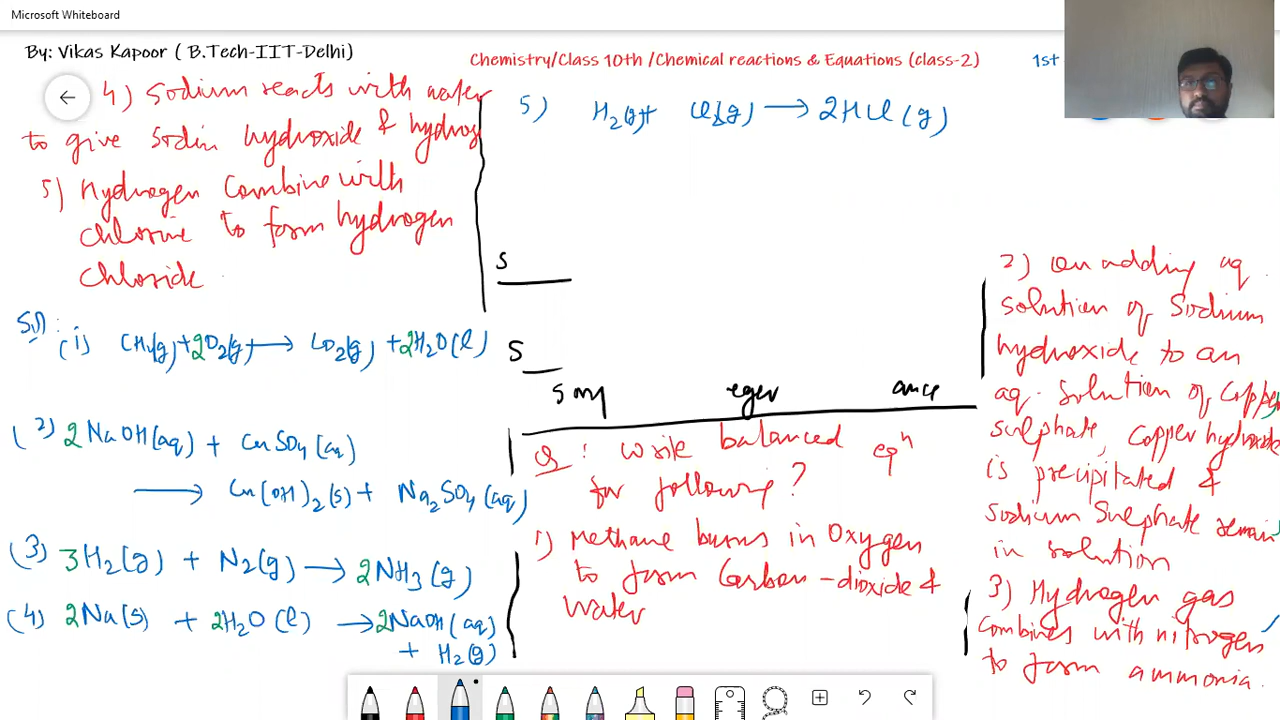 Microsoft Whiteboard
By: Vikas Kapoor ( B.Tech-IIT-Delhi)
Chemistry/Class 10th /Chemical reactions & Equations (class-2)
1st
4) Sodium reacts with water
to give Sodin hydroxide & hydrog
5) Hydrogen Combine with
chlorine to form hydrogen
chloride
Sol:
(i) CH4(g) + 2O2(g) → CO2(g) + 2H2O(l)
(2) 2NaOH(aq) + CuSO4(aq)
→ Cu(OH)2(s) + Na2SO4(aq)
(3) 3H2(g) + N2(g) → 2NH3(g)
(4) 2Na(s) + 2H2O(l) → 2NaOH(aq)
+ H2(g)
5) H2(g) + Cl2(g) → 2HCl(g)
S
S
eger
ance
Q: Write balanced eqn
for following?
1) Methane burns in Oxygen
to form Carbon-dioxide &
Water
2) On adding aq.
solution of Sodium
hydroxide to an
aq. solution of Copper
sulphate, Copper hydroxide
is precipitated &
Sodium Sulphate remain
in solution
3) Hydrogen gas
Combines with nitrogen
to form ammonia.